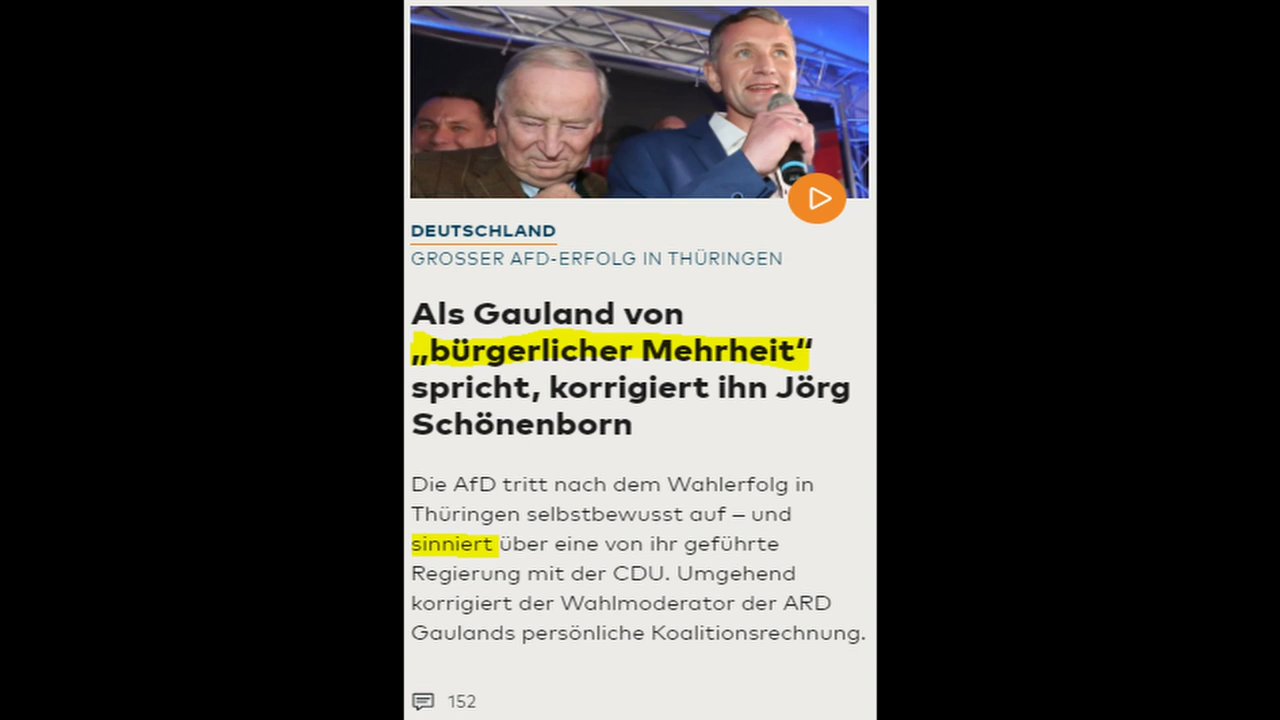 DEUTSCHLAND
GROSSER AFD-ERFOLG IN THÜRINGEN
Als Gauland von
„bürgerlicher Mehrheit“
spricht, korrigiert ihn Jörg
Schönenborn
Die AfD tritt nach dem Wahlerfolg in
Thüringen selbstbewusst auf – und
sinniert über eine von ihr geführte
Regierung mit der CDU. Umgehend
korrigiert der Wahlmoderator der ARD
Gaulands persönliche Koalitionsrechnung.
152